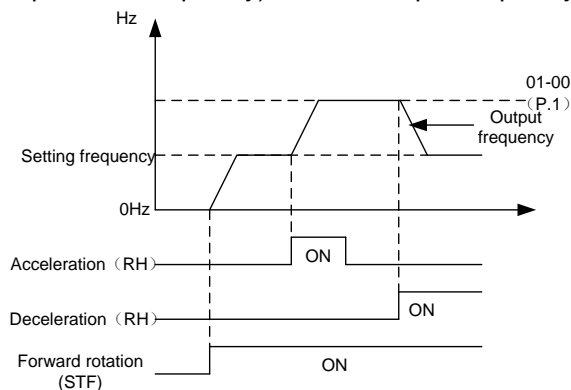 Hz
01-00
（P.1）
Output
frequency
Setting frequency
0Hz
Acceleration（RH）
ON
Deceleration（RH）
ON
Forward rotation
(STF)
ON